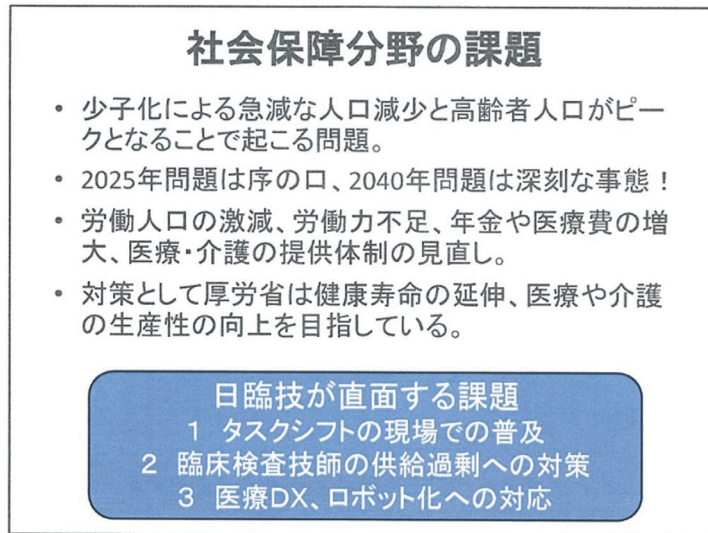 社会保障分野の課題
• 少子化による急減な人口減少と高齢者人口がピー
クとなることで起こる問題。
• 2025年問題は序の口、2040年問題は深刻な事態！
• 労働人口の激減、労働力不足、年金や医療費の増
大、医療・介護の提供体制の見直し。
• 対策として厚労省は健康寿命の延伸、医療や介護
の生産性の向上を目指している。
日臨技が直面する課題
1 タスクシフトの現場での普及
2 臨床検査技師の供給過剰への対策
3 医療DX、ロボット化への対応